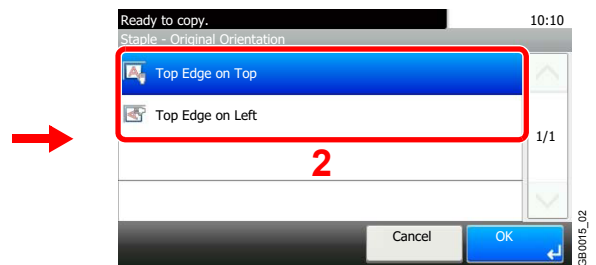 Ready to copy. 10:10
Staple - Original Orientation
Top Edge on Top
Top Edge on Left
1/1
2
Cancel OK
GB0015_02